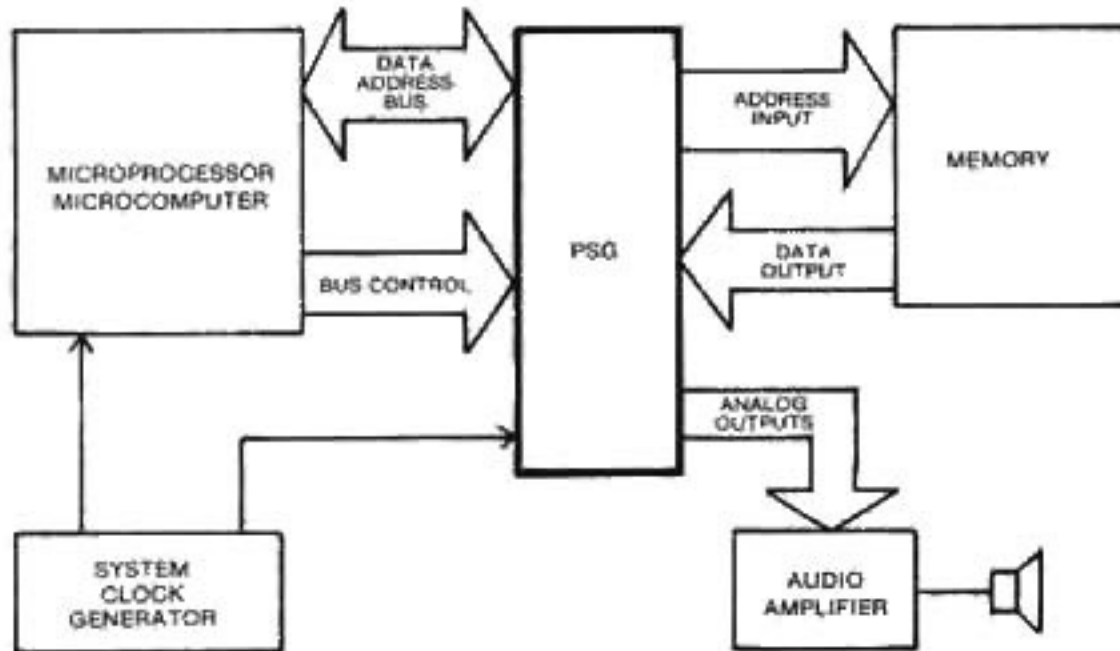 MICROPROCESSOR
MICROCOMPUTER
DATA
ADDRESS
BUS
BUS CONTROL
PSG
ADDRESS
INPUT
DATA
OUTPUT
MEMORY
ANALOG
OUTPUTS
SYSTEM
CLOCK
GENERATOR
AUDIO
AMPLIFIER